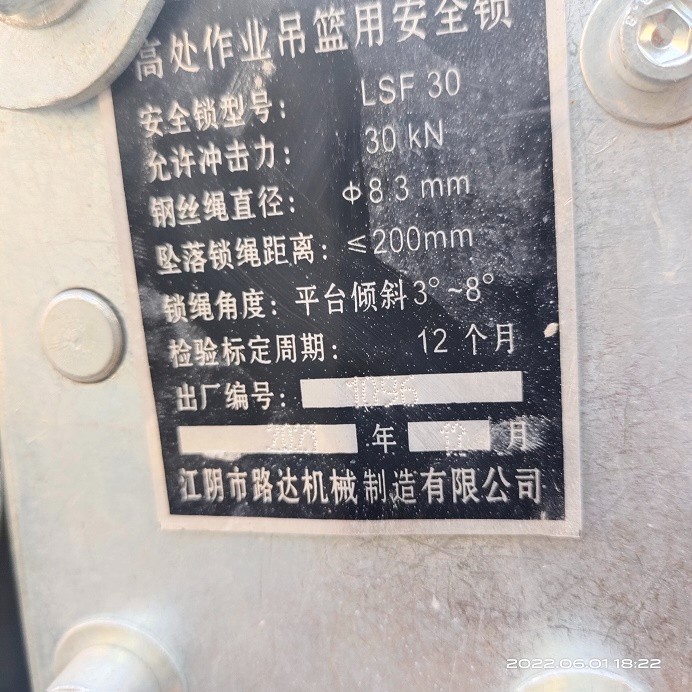 高处作业吊篮用安全锁
安全锁型号： LSF 30
允许冲击力： 30 kN
钢丝绳直径： φ8.3 mm
坠落锁绳距离：≤200mm
锁绳角度：平台倾斜3°~8°
检验标定周期： 12 个月
出厂编号：
年 月
江阴市路达机械制造有限公司
2022.06.01 18:22